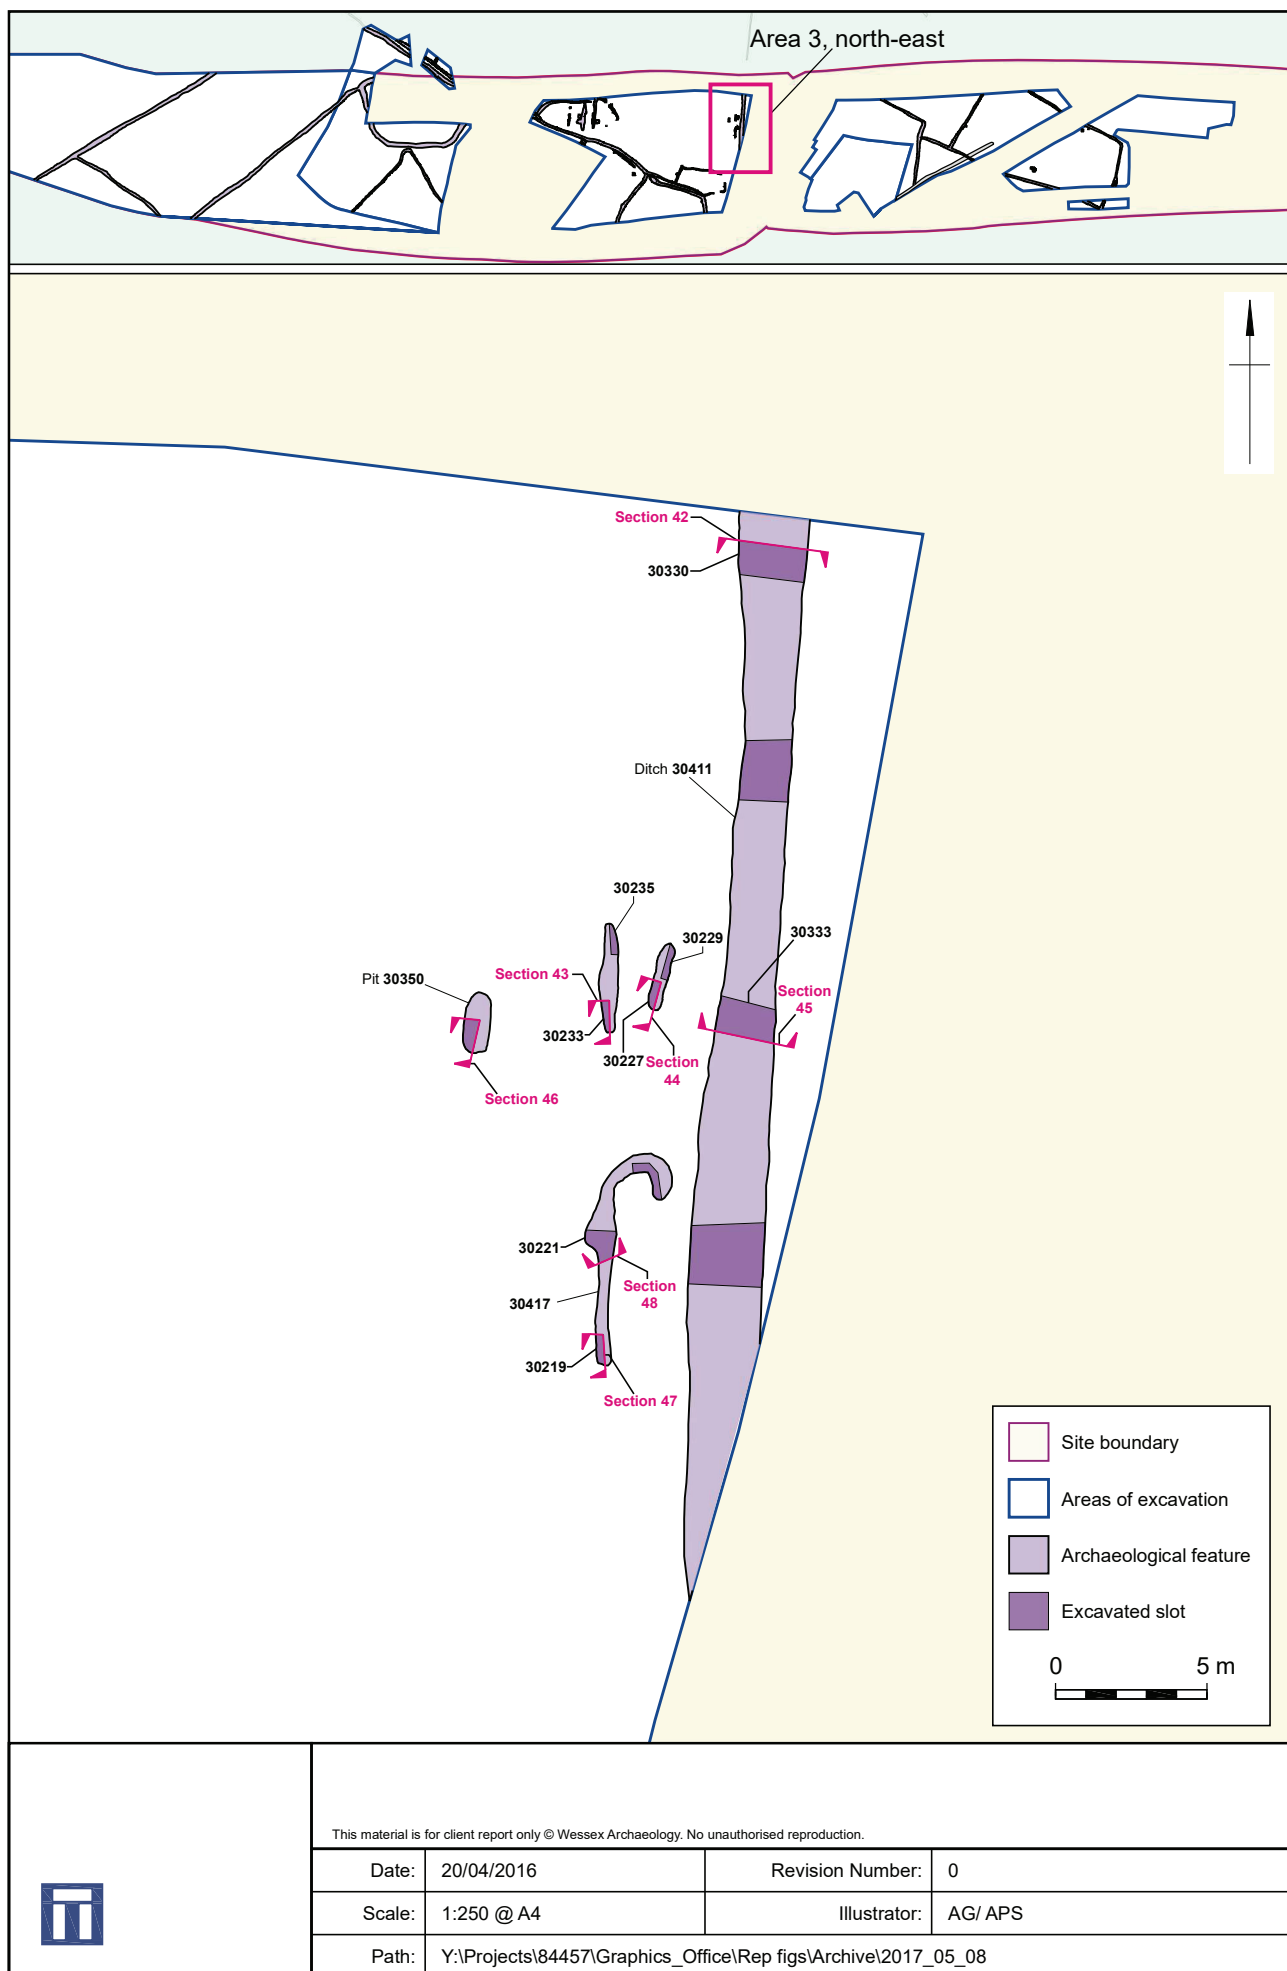 Area 3, north-east
Section 42
30330
Ditch 30411
30235
30229
30333
Pit 30350
Section 43
Section
45
30233
30227
Section
44
Section 46
30221
Section
48
30417
30219
Section 47
Site boundary
Areas of excavation
Archaeological feature
Excavated slot
0 5 m
This material is for client report only © Wessex Archaeology. No unauthorised reproduction.
Date: 20/04/2016 Revision Number: 0
Scale: 1:250 @ A4 Illustrator: AG/ APS
Path: Y:\Projects\84457\Graphics_Office\Rep figs\Archive\2017_05_08